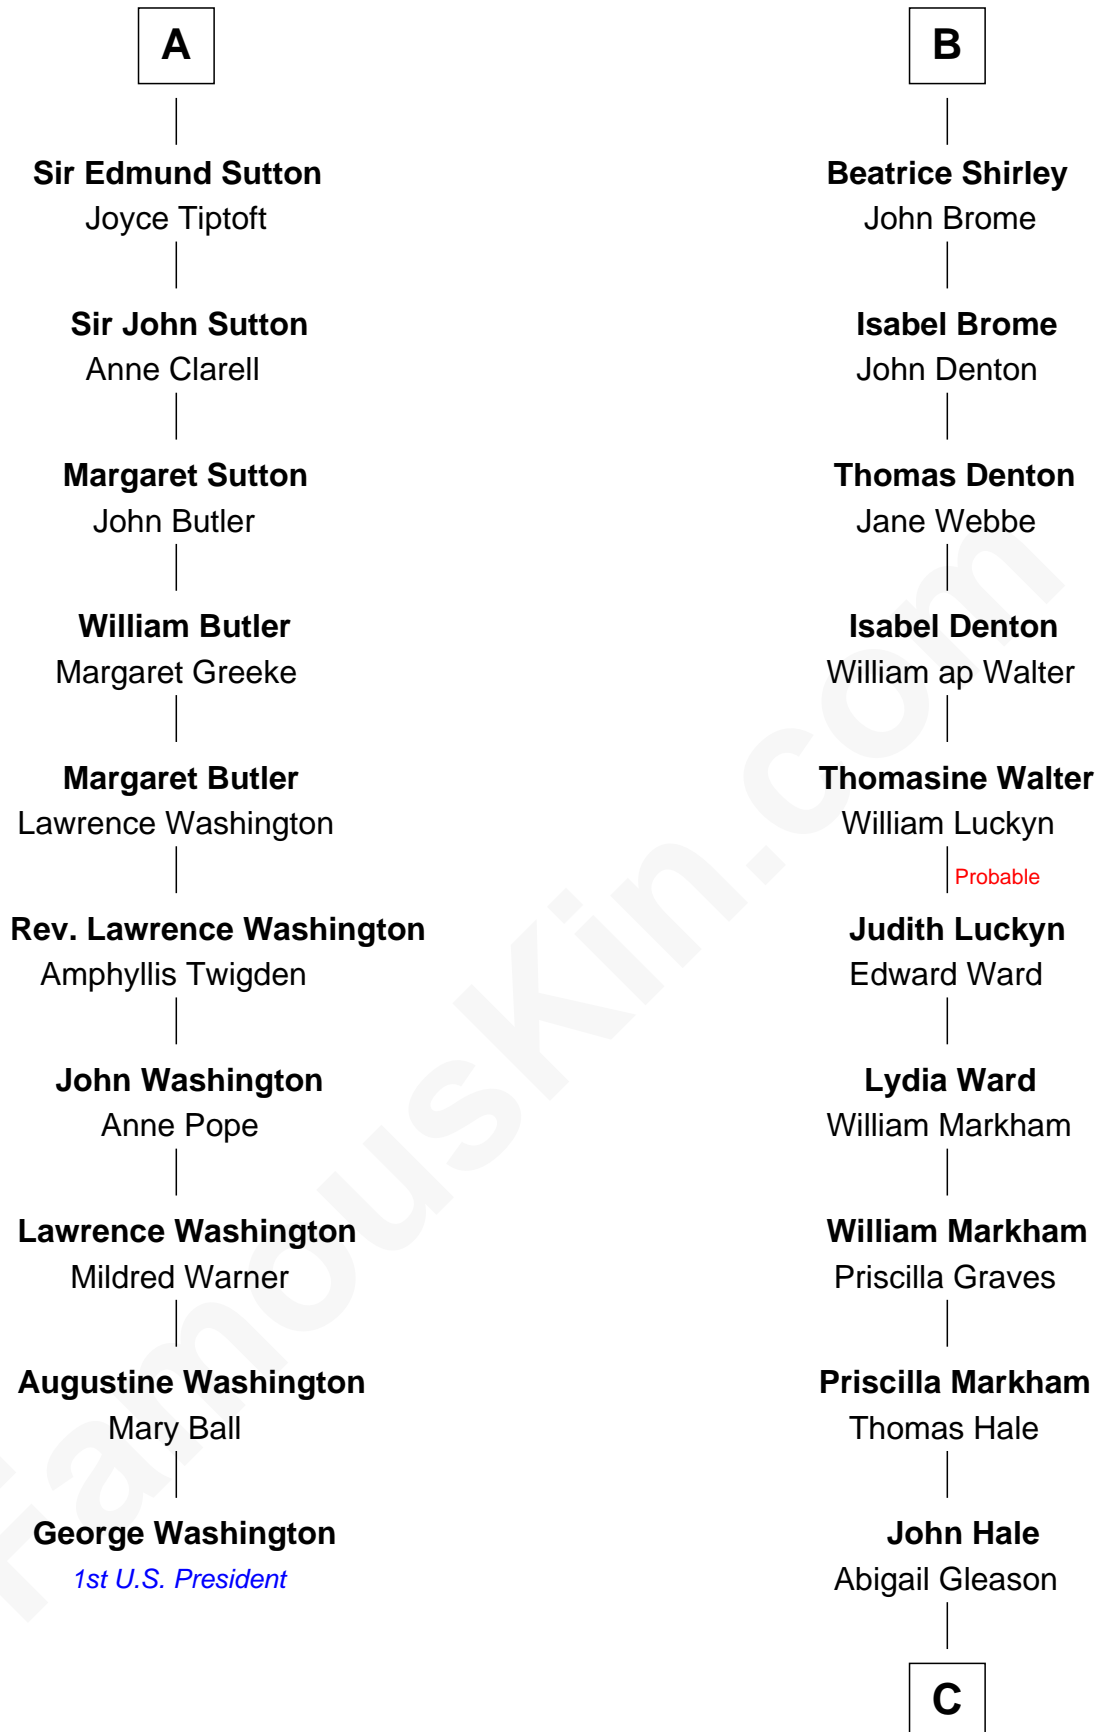 A
Sir Edmund Sutton
Joyce Tiptoft
Sir John Sutton
Anne Clarell
Margaret Sutton
John Butler
William Butler
Margaret Greeke
Margaret Butler
Lawrence Washington
Rev. Lawrence Washington
Amphyllis Twigden
John Washington
Anne Pope
Lawrence Washington
Mildred Warner
Augustine Washington
Mary Ball
George Washington
1st U.S. President
B
Beatrice Shirley
John Brome
Isabel Brome
John Denton
Thomas Denton
Jane Webbe
Isabel Denton
William ap Walter
Thomasine Walter
William Luckyn
Probable
Judith Luckyn
Edward Ward
Lydia Ward
William Markham
William Markham
Priscilla Graves
Priscilla Markham
Thomas Hale
John Hale
Abigail Gleason
C
FamousKin.com